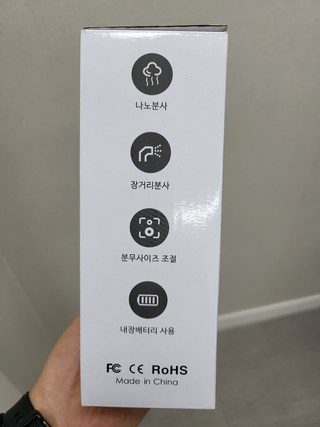 나노분사
장거리분사
분무사이즈 조절
내장배터리 사용
FC CE RoHS
Made in China